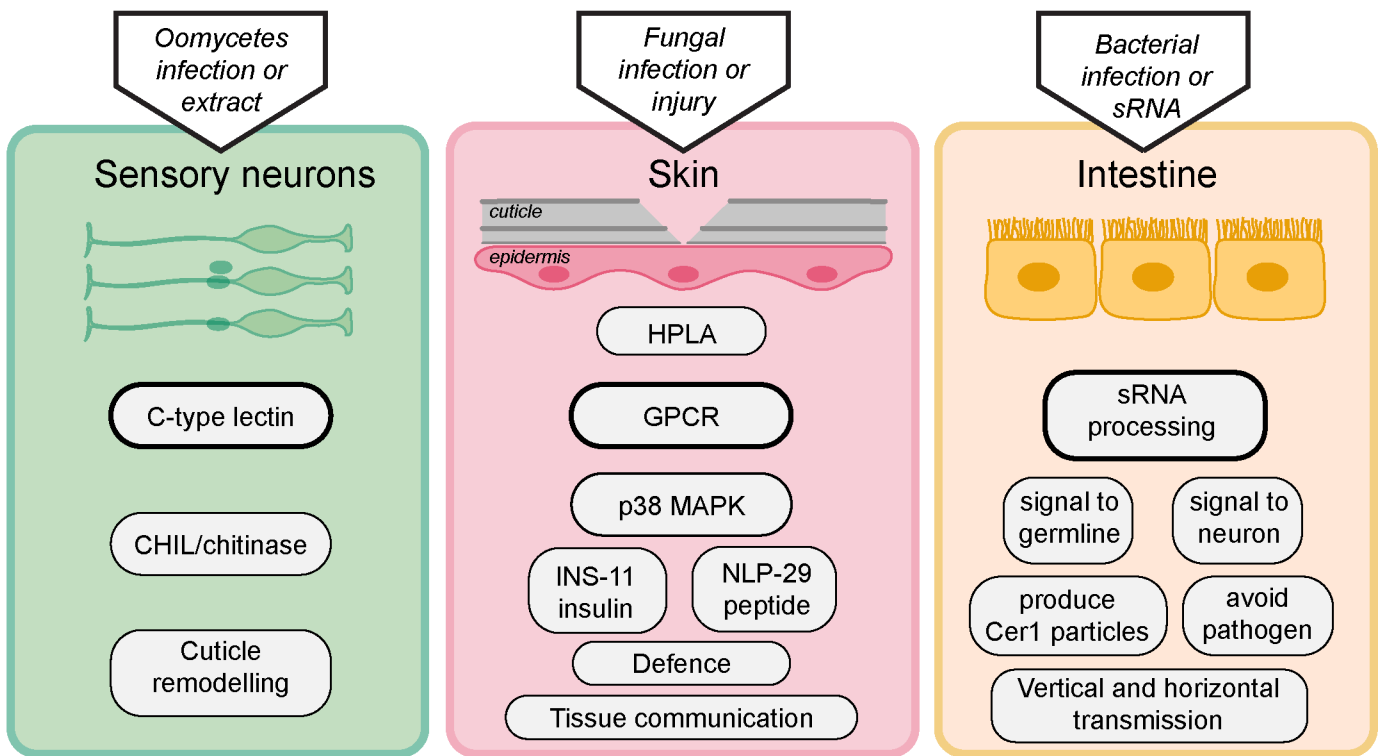 Oomycetes
infection or
extract
Sensory neurons
C-type lectin
CHIL/chitinase
Cuticle
remodelling
Fungal
infection or
injury
Skin
cuticle
epidermis
HPLA
GPCR
p38 MAPK
INS-11
insulin
NLP-29
peptide
Defence
Tissue communication
Bacterial
infection or
sRNA
Intestine
sRNA
processing
signal to
germline
signal to
neuron
produce
Cer1 particles
avoid
pathogen
Vertical and horizontal
transmission